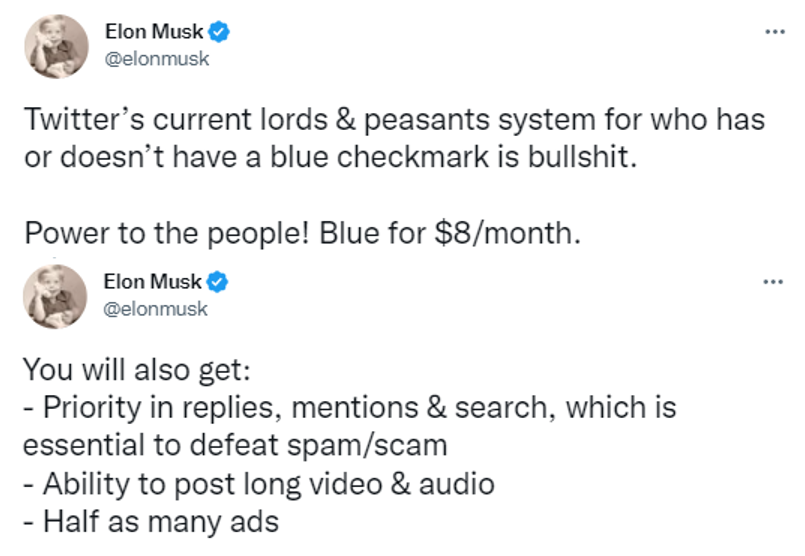 Elon Musk
@elonmusk
Twitter’s current lords & peasants system for who has
or doesn’t have a blue checkmark is bullshit.
Power to the people! Blue for $8/month.
Elon Musk
@elonmusk
You will also get:
- Priority in replies, mentions & search, which is
essential to defeat spam/scam
- Ability to post long video & audio
- Half as many ads